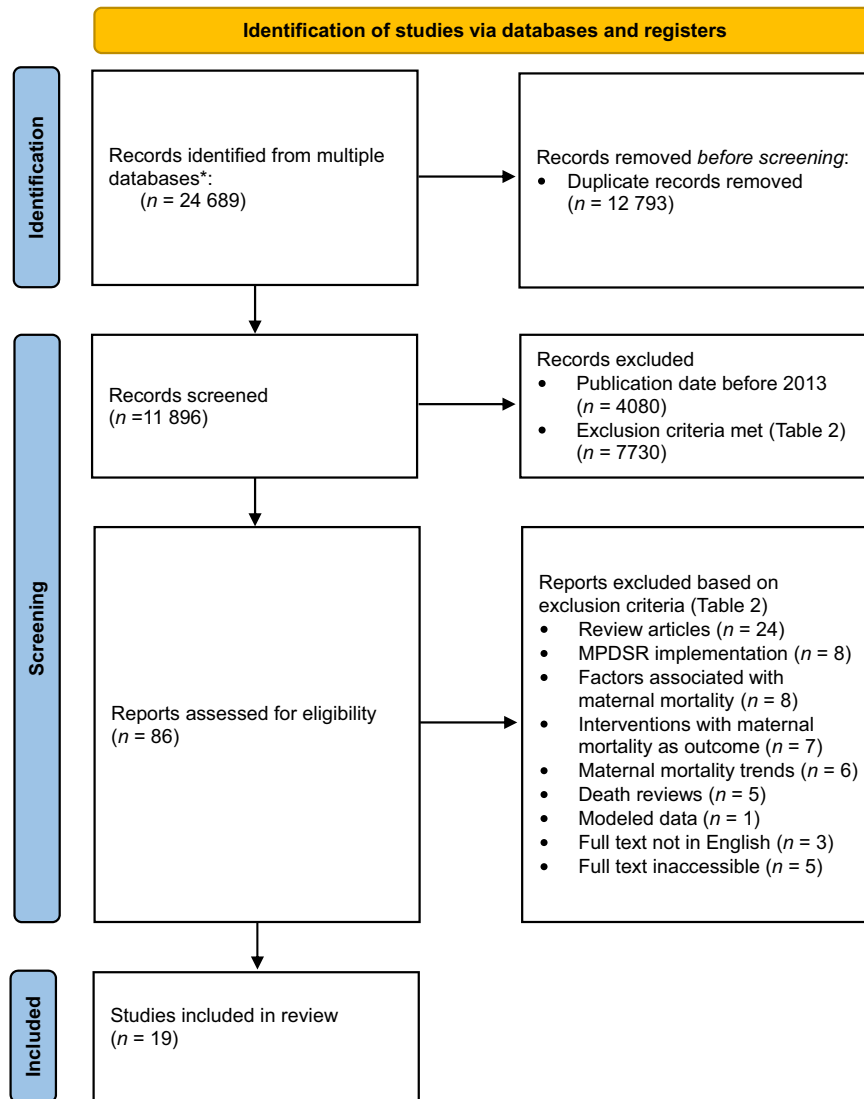 Identification of studies via databases and registers
Identification
Records identified from multiple
databases*:
(n = 24 689)
Records removed before screening:
• Duplicate records removed
(n = 12 793)
Screening
Records screened
(n =11 896)
Records excluded
• Publication date before 2013
(n = 4080)
• Exclusion criteria met (Table 2)
(n = 7730)
Reports assessed for eligibility
(n = 86)
Reports excluded based on
exclusion criteria (Table 2)
• Review articles (n = 24)
• MPDSR implementation (n = 8)
• Factors associated with
maternal mortality (n = 8)
• Interventions with maternal
mortality as outcome (n = 7)
• Maternal mortality trends (n = 6)
• Death reviews (n = 5)
• Modeled data (n = 1)
• Full text not in English (n = 3)
• Full text inaccessible (n = 5)
Included
Studies included in review
(n = 19)